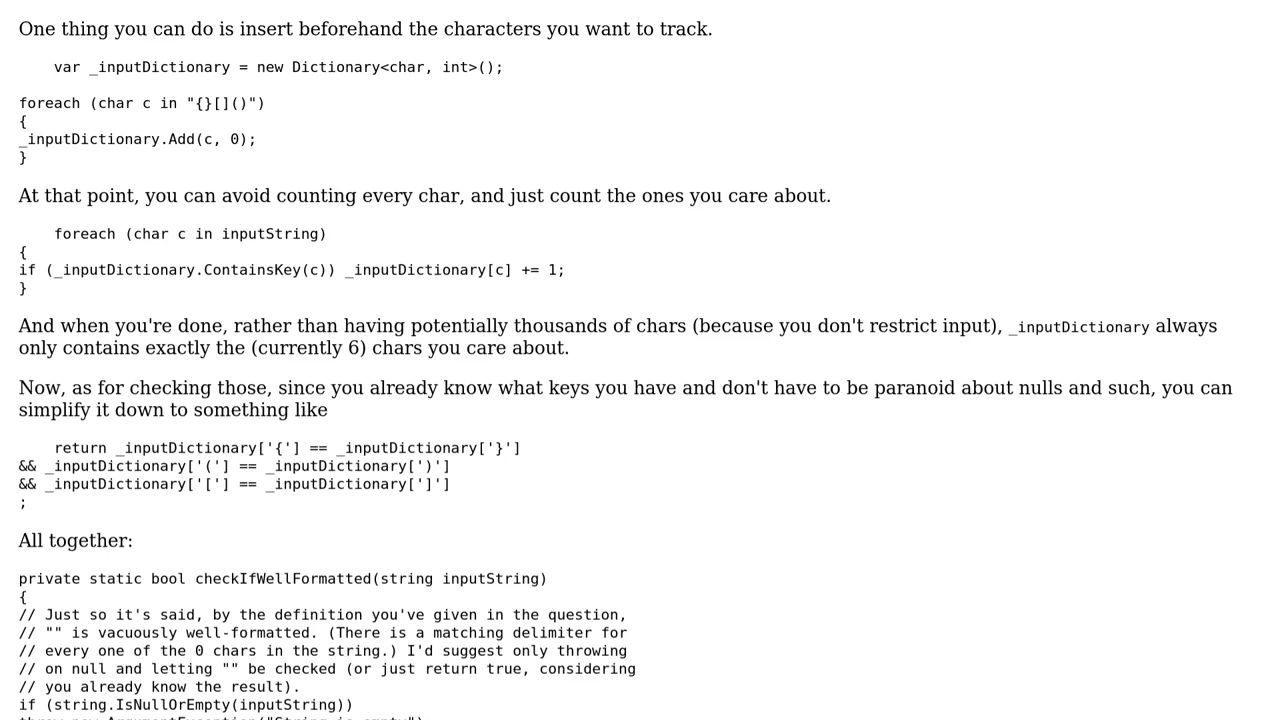 One thing you can do is insert beforehand the characters you want to track.
var _inputDictionary = new Dictionary<char, int>();
foreach (char c in "{}[]()")
{
_inputDictionary.Add(c, 0);
}
At that point, you can avoid counting every char, and just count the ones you care about.
foreach (char c in inputString)
{
if (_inputDictionary.ContainsKey(c)) _inputDictionary[c] += 1;
}
And when you're done, rather than having potentially thousands of chars (because you don't restrict input), _inputDictionary always
only contains exactly the (currently 6) chars you care about.
Now, as for checking those, since you already know what keys you have and don't have to be paranoid about nulls and such, you can
simplify it down to something like
return _inputDictionary['{'] == _inputDictionary['}']
&& _inputDictionary['('] == _inputDictionary[')']
&& _inputDictionary['['] == _inputDictionary[']']
;
All together:
private static bool checkIfWellFormatted(string inputString)
{
// Just so it's said, by the definition you've given in the question,
// "" is vacuously well-formatted. (There is a matching delimiter for
// every one of the 0 chars in the string.) I'd suggest only throwing
// on null and letting "" be checked (or just return true, considering
// you already know the result).
if (string.IsNullOrEmpty(inputString))